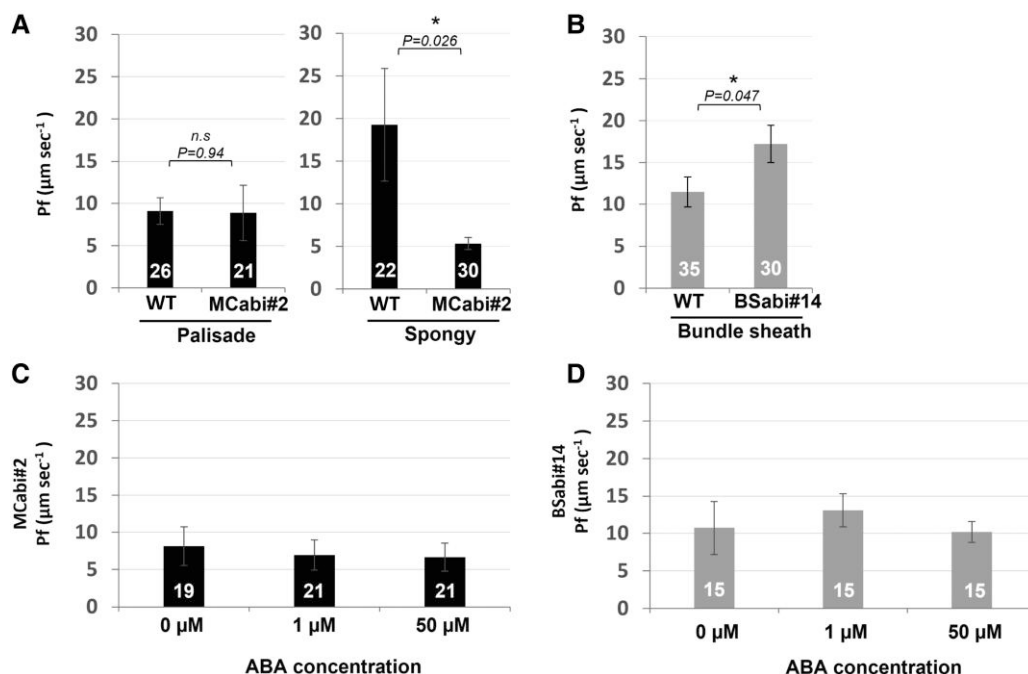 A
B
30
25
20
15
10
5
0
Pf (µm sec⁻¹ )
n.s
P=0.94
26
21
WT
MCabi#2
Palisade
30
25
20
15
10
5
0
*
P=0.026
22
30
WT
MCabi#2
Spongy
30
25
20
15
10
5
0
Pf (µm sec⁻¹ )
*
P=0.047
35
30
WT
BSabi#14
Bundle sheath
C
30
25
20
15
10
5
0
MCabi#2
Pf (µm sec⁻¹ )
19
21
21
0 µM
1 µM
50 µM
ABA concentration
D
30
25
20
15
10
5
0
BSabi#14
Pf (µm sec⁻¹ )
15
15
15
0 µM
1 µM
50 µM
ABA concentration